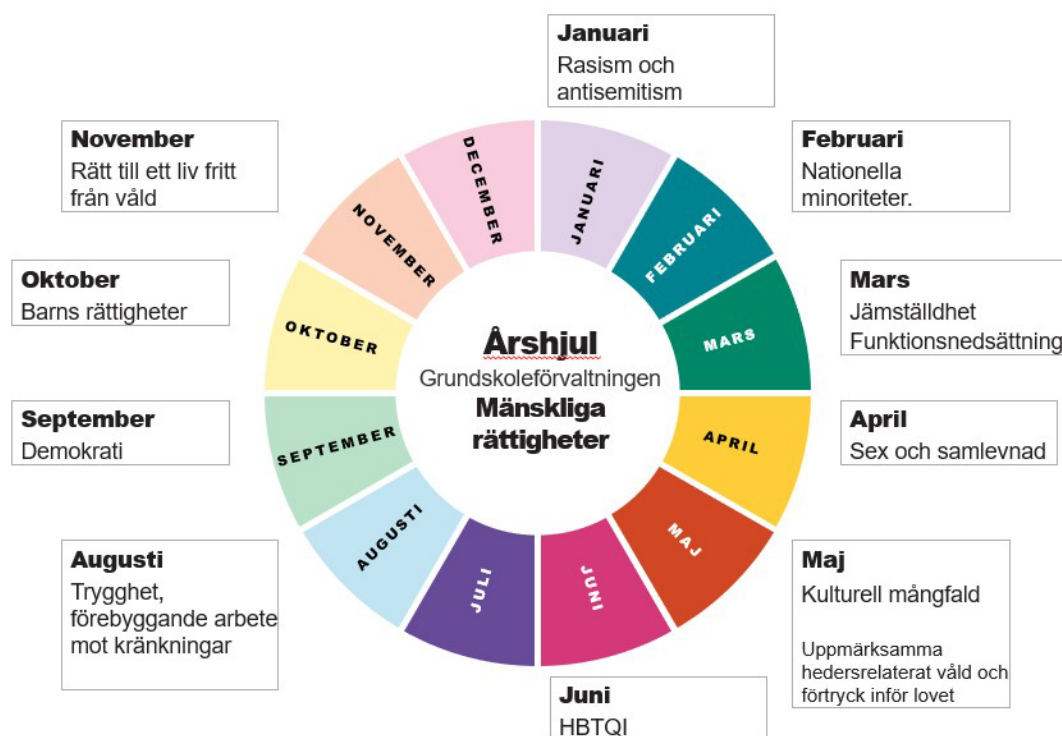 Januari
Rasism och
antisemitism
November
Rätt till ett liv fritt
från våld
Februari
Nationella
minoriteter.
Oktober
Barns rättigheter
Mars
Jämställdhet
Funktionsnedsättning
September
Demokrati
April
Sex och samlevnad
Augusti
Trygghet,
förebyggande arbete
mot kränkningar
Maj
Kulturell mångfald
Uppmärksamma
hedersrelaterat våld och
förtryck inför lovet
Juni
HBTQI
Årshjul
Grundskoleförvaltningen
Mänskliga
rättigheter
JANUARI
FEBRUARI
MARS
APRIL
MAJ
JUNI
JULI
AUGUSTI
SEPTEMBER
OKTOBER
NOVEMBER
DECEMBER